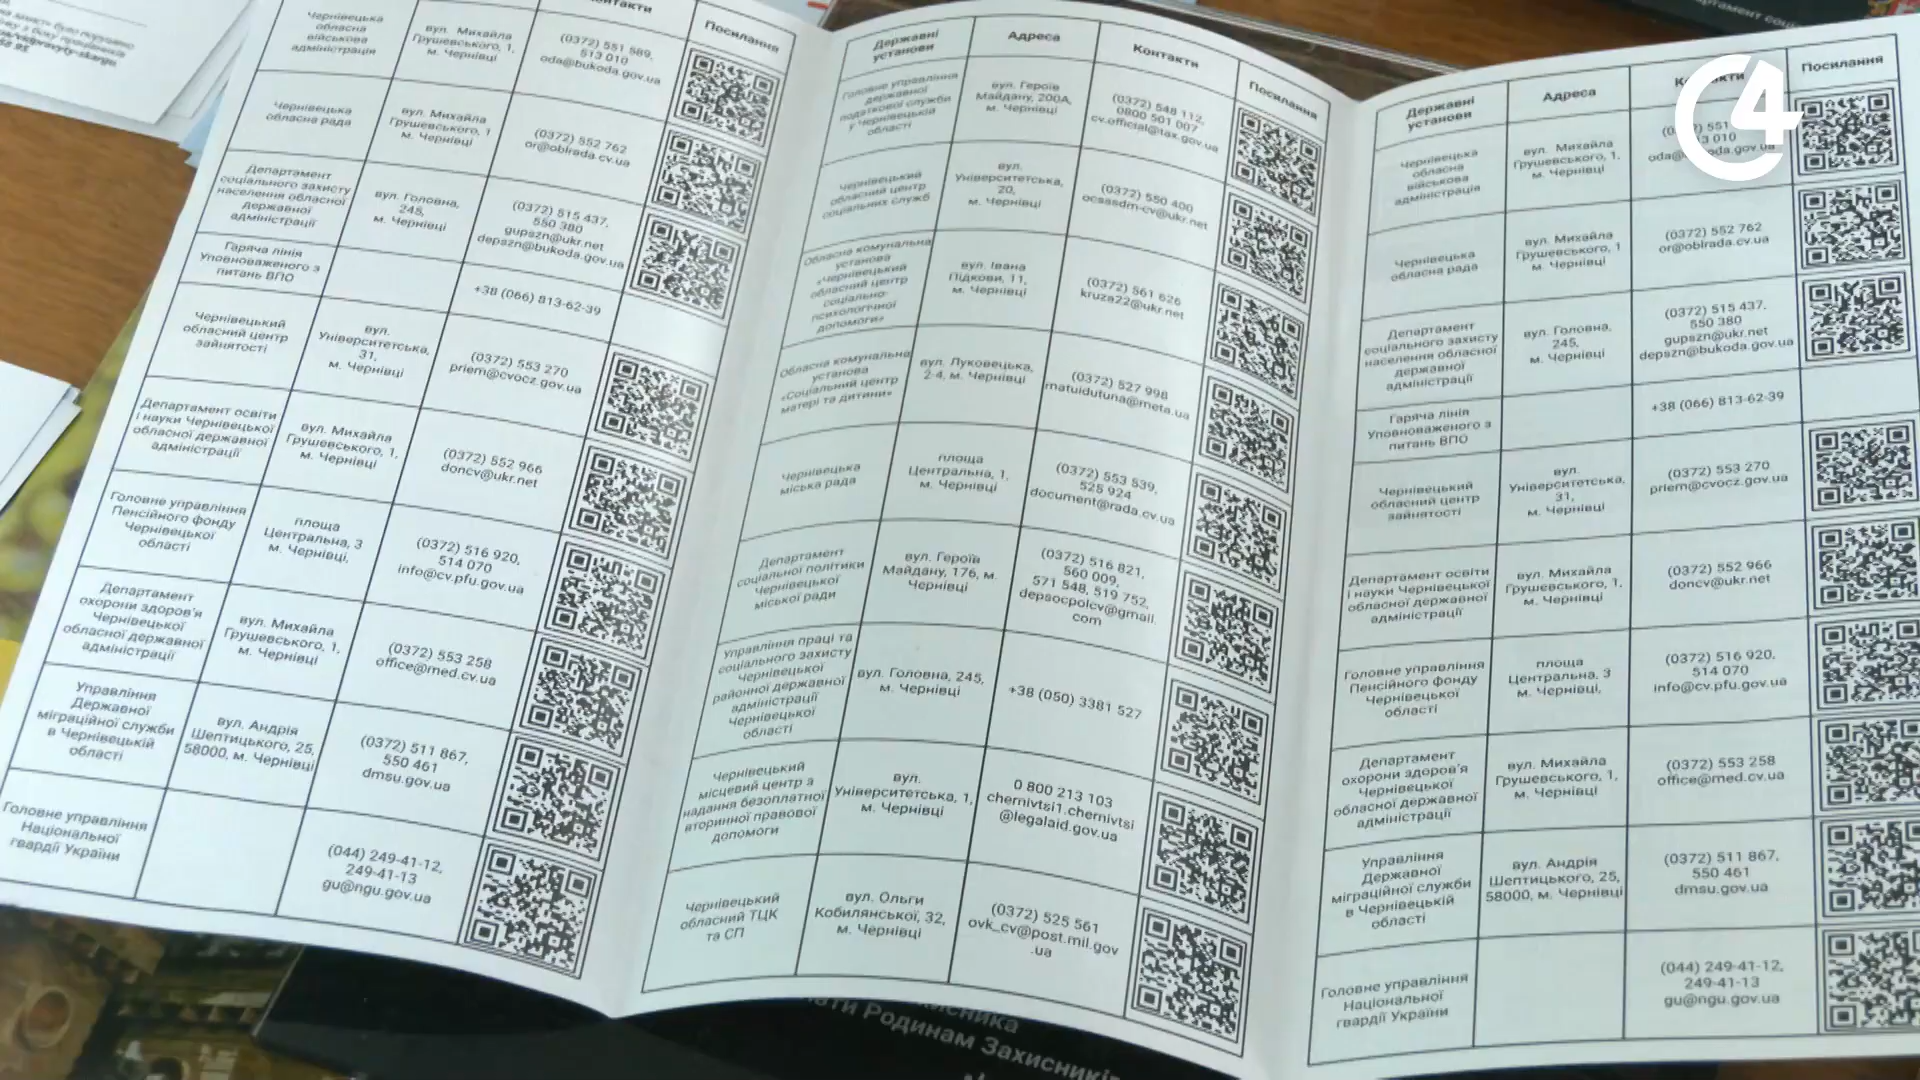 Контакти
Посилання
Чернівецька
обласна
військова
адміністрація
вул. Михайла
Грушевського, 1,
м. Чернівці
(0372) 551 589,
513 010
oda@bukoda.gov.ua
Чернівецька
обласна рада
вул. Михайла
Грушевського, 1
м. Чернівці
(0372) 552 762
or@oblrada.cv.ua
Департамент
соціального захисту
населення обласної
державної
адміністрації
вул. Головна,
245,
м. Чернівці
(0372) 515 437,
550 380
gupszn@ukr.net
depszn@bukoda.gov.ua
Гаряча лінія
Уповноваженого з
питань ВПО
+38 (066) 813-62-39
Чернівецький
обласний центр
зайнятості
вул.
Університетська,
31,
м. Чернівці
(0372) 553 270
priem@cvocz.gov.ua
Департамент освіти
і науки Чернівецької
обласної державної
адміністрації
вул. Михайла
Грушевського, 1,
м. Чернівці
(0372) 552 966
doncv@ukr.net
Головне управління
Пенсійного фонду
Чернівецької
області
площа
Центральна, 3
м. Чернівці,
(0372) 516 920,
514 070
info@cv.pfu.gov.ua
Департамент
охорони здоров'я
Чернівецької
обласної державної
адміністрації
вул. Михайла
Грушевського, 1,
м. Чернівці
(0372) 553 258
office@med.cv.ua
Управління
Державної
міграційної служби
в Чернівецькій
області
вул. Андрія
Шептицького, 25,
58000, м. Чернівці
(0372) 511 867,
550 461
dmsu.gov.ua
Головне управління
Національної
гвардії України
(044) 249-41-12,
249-41-13
gu@ngu.gov.ua
Державні
установи
Адреса
Контакти
Посилання
Головне управління
державної
податкової служби
у Чернівецькій
області
вул. Героїв
Майдану, 200А,
м. Чернівці
(0372) 548 112,
0800 501 007
cv.official@tax.gov.ua
Чернівецький
обласний центр
соціальних служб
вул.
Університетська,
20,
м. Чернівці
(0372) 550 400
ocsssdm-cv@ukr.net
Обласна комунальна
установа
«Чернівецький
обласний центр
соціально-
психологічної
допомоги»
вул. Івана
Підкови, 11,
м. Чернівці
(0372) 561 626
kruza22@ukr.net
Обласна комунальна
установа
«Соціальний центр
матері та дитини»
вул. Луковецька,
2-4, м. Чернівці
(0372) 527 998
matuidutuna@meta.ua
Чернівецька
міська рада
площа
Центральна, 1,
м. Чернівці
(0372) 553 539,
525 924
document@rada.cv.ua
Департамент
соціальної політики
Чернівецької
міської ради
вул. Героїв
Майдану, 176, м.
Чернівці
(0372) 516 821,
560 009,
571 548, 519 752,
depsocpolcv@gmail.
com
Управління праці та
соціального захисту
Чернівецької
районної державної
адміністрації
Чернівецької
області
вул. Головна, 245,
м. Чернівці
+38 (050) 3381 527
Чернівецький
місцевий центр з
надання безоплатної
вторинної правової
допомоги
вул.
Університетська, 1,
м. Чернівці
0 800 213 103
chernivtsi1.chernivtsi
@legalaid.gov.ua
Чернівецький
обласний ТЦК
та СП
вул. Ольги
Кобилянської, 32,
м. Чернівці
(0372) 525 561
ovk_cv@post.mil.gov
.ua
Державні
установи
Адреса
Посилання
Чернівецька
обласна
військова
адміністрація
вул. Михайла
Грушевського, 1,
м. Чернівці
Чернівецька
обласна рада
вул. Михайла
Грушевського, 1
м. Чернівці
(0372) 552 762
or@oblrada.cv.ua
Департамент
соціального захисту
населення обласної
державної
адміністрації
вул. Головна,
245,
м. Чернівці
(0372) 515 437,
550 380
gupszn@ukr.net
depszn@bukoda.gov.ua
Гаряча лінія
Уповноваженого з
питань ВПО
+38 (066) 813-62-39
Чернівецький
обласний центр
зайнятості
вул.
Університетська,
31,
м. Чернівці
(0372) 553 270
priem@cvocz.gov.ua
Департамент освіти
і науки Чернівецької
обласної державної
адміністрації
вул. Михайла
Грушевського, 1,
м. Чернівці
(0372) 552 966
doncv@ukr.net
Головне управління
Пенсійного фонду
Чернівецької
області
площа
Центральна, 3
м. Чернівці,
(0372) 516 920,
514 070
info@cv.pfu.gov.ua
Департамент
охорони здоров'я
Чернівецької
обласної державної
адміністрації
вул. Михайла
Грушевського, 1,
м. Чернівці
(0372) 553 258
office@med.cv.ua
Управління
Державної
міграційної служби
в Чернівецькій
області
вул. Андрія
Шептицького, 25,
58000, м. Чернівці
(0372) 511 867,
550 461
dmsu.gov.ua
Головне управління
Національної
гвардії України
(044) 249-41-12,
249-41-13
gu@ngu.gov.ua
Родинам
4